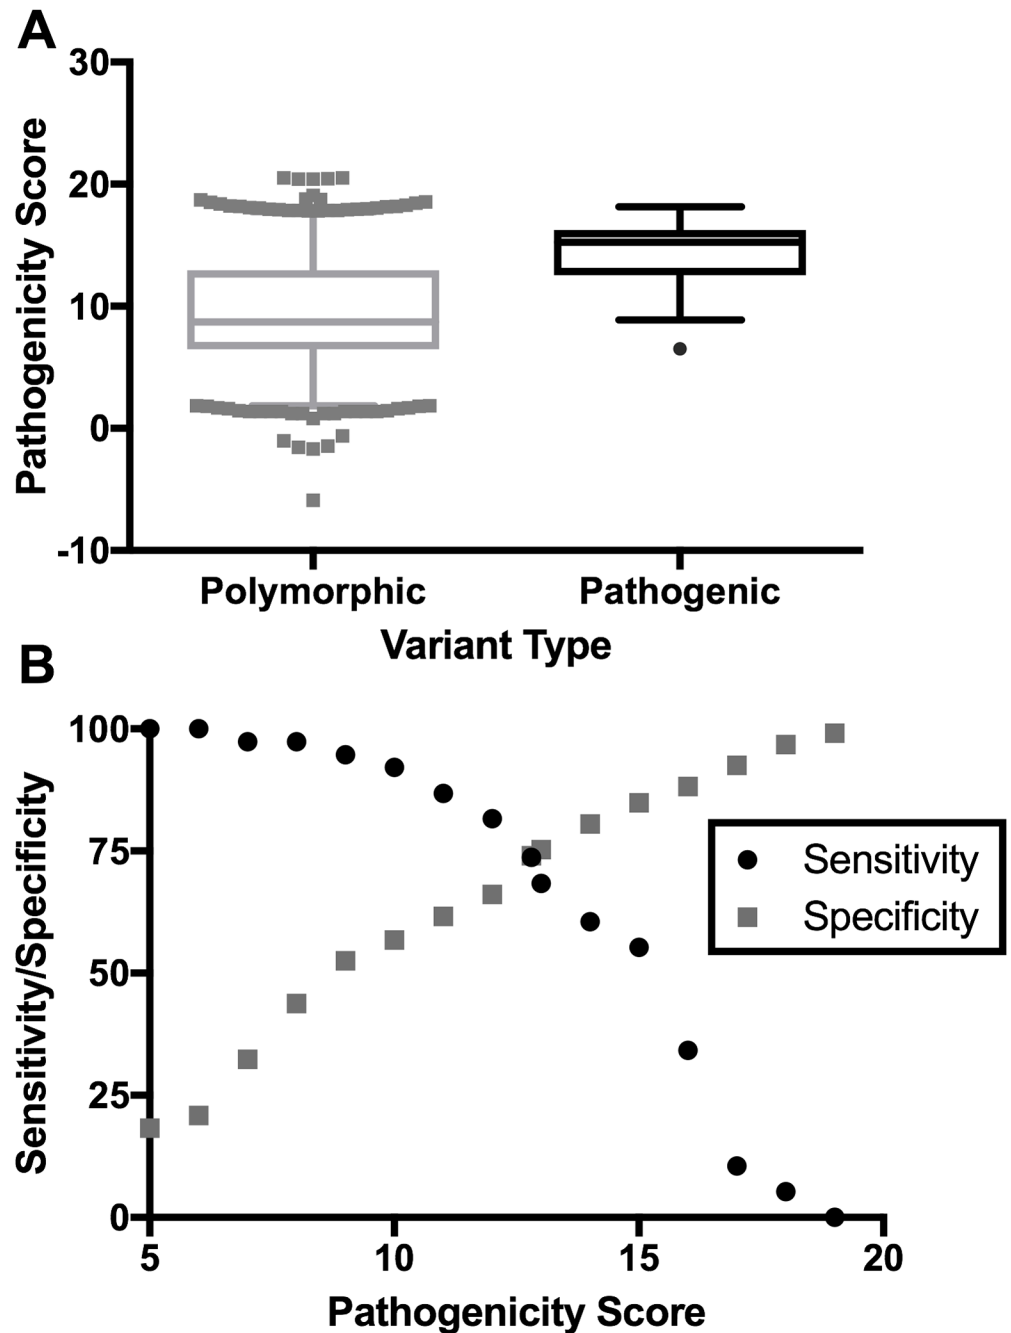 A
Pathogenicity Score
30
20
10
0
-10
Polymorphic
Pathogenic
Variant Type
B
Sensitivity/Specificity
100
75
50
25
0
Sensitivity
Specificity
5
10
15
20
Pathogenicity Score